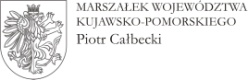 MARSZAŁEK WOJEWÓDZTWA
KUJAWSKO-POMORSKIEGO
Piotr Całbecki